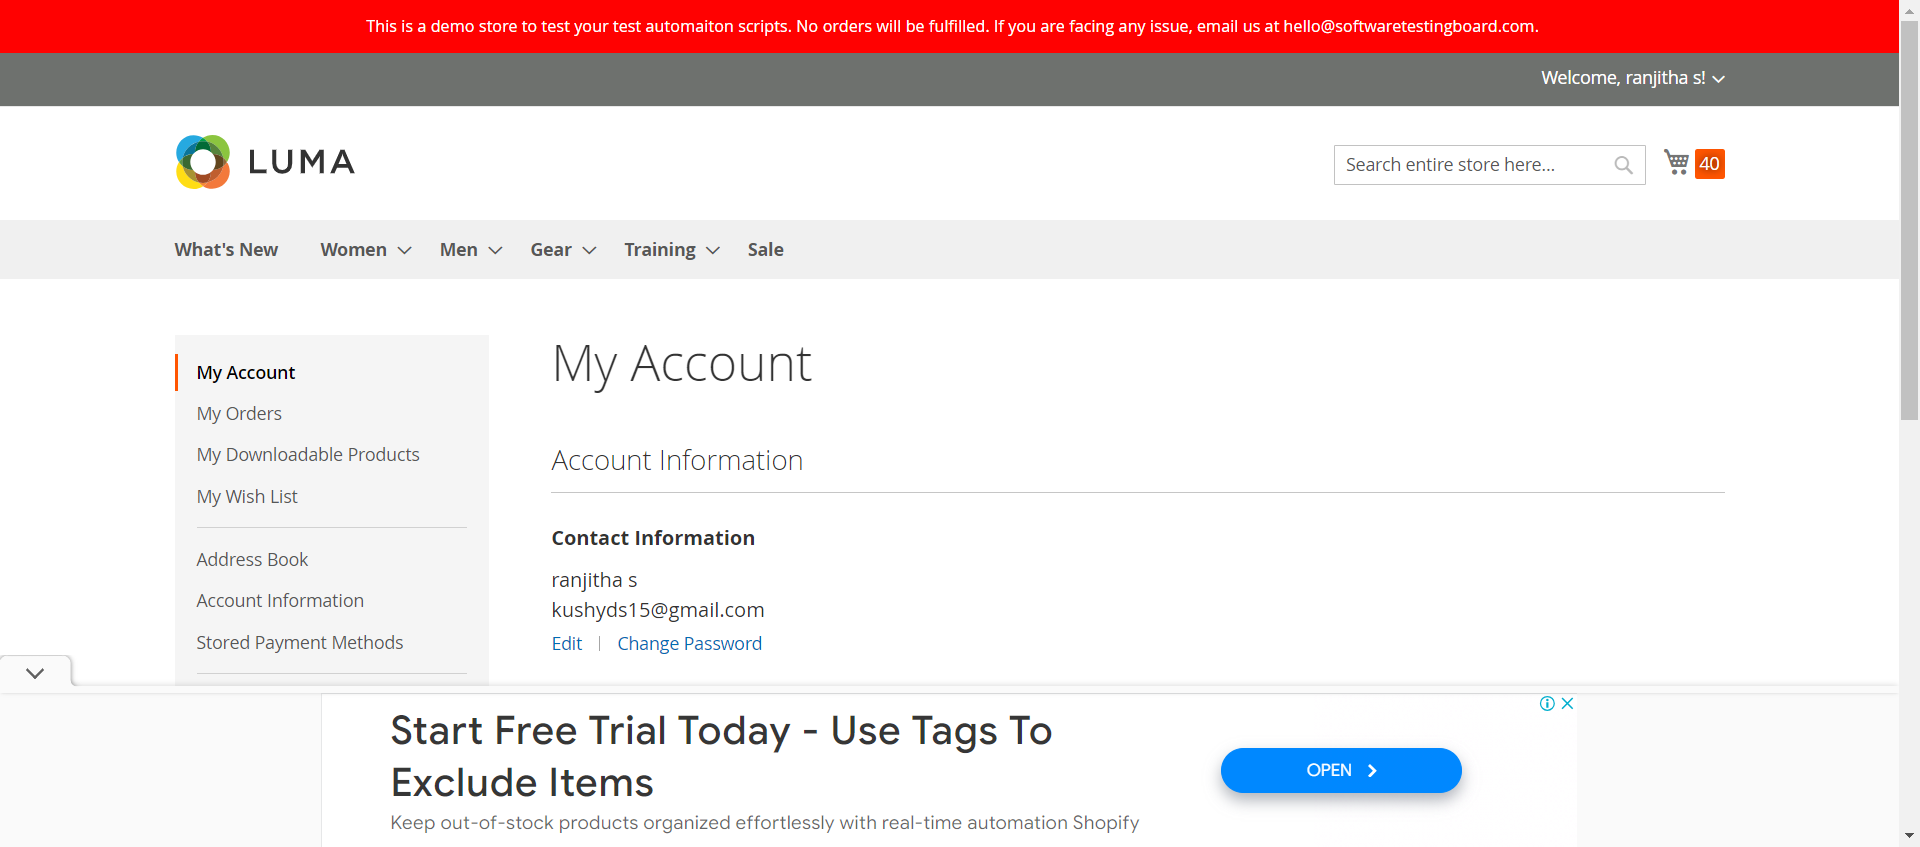 This is a demo store to test your test automaiton scripts. No orders will be fulfilled. If you are facing any issue, email us at hello@softwaretestingboard.com.
Welcome, ranjitha s!
LUMA
Search entire store here...
40
What's New Women Men Gear Training Sale
My Account
My Orders
My Downloadable Products
My Wish List
Address Book
Account Information
Stored Payment Methods
My Account
Account Information
Contact Information
ranjitha s
kushyds15@gmail.com
Edit | Change Password
Start Free Trial Today - Use Tags To
Exclude Items
Keep out-of-stock products organized effortlessly with real-time automation Shopify
OPEN